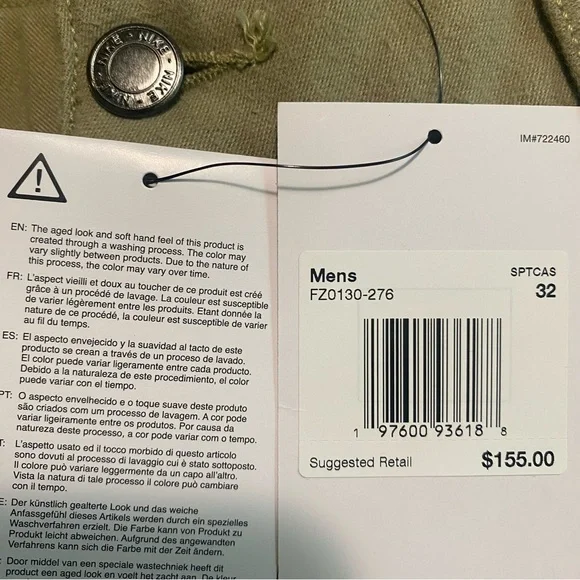 NIKE · NIKE · NIKE · NIKE
EN: The aged look and soft hand feel of this product is
created through a washing process. The color may
vary slightly between products. Due to the nature of
this process, the color may vary over time.
FR: L'aspect vieilli et doux au toucher de ce produit est créé
grâce à un procédé de lavage. La couleur est susceptible
de varier légèrement entre les produits. Etant donnée la
nature de ce procédé, la couleur est susceptible de varier
au fil du temps.
ES: El aspecto envejecido y la suavidad al tacto de este
producto se crean a través de un proceso de lavado.
El color puede variar ligeramente entre cada producto.
Debido a la naturaleza de este procedimiento, el color
puede variar con el tiempo.
PT: O aspecto envelhecido e o toque suave deste produto
são criados com um processo de lavagem. A cor pode
variar ligeiramente entre os produtos. Por causa da
natureza deste processo, a cor pode variar com o tempo.
T: L'aspetto usato ed il tocco morbido di questo articolo
sono dovuti al processo di lavaggio cui è stato sottoposto.
Il colore può variare leggermente da un capo all'altro.
Vista la natura di tale processo il colore può cambiare
con il tempo.
E: Der künstlich gealterte Look und das weiche
Anfassgefühl dieses Artikels werden durch ein spezielles
Waschverfahren erzielt. Die Farbe kann von Produkt zu
Produkt leicht abweichen. Aufgrund des angewandten
Verfahrens kann sich die Farbe mit der Zeit ändern.
: Door middel van een speciale wastechniek heeft dit
product een aged look en voelt het zacht aan. De kleur
IM#722460
Mens SPTCAS
FZ0130-276 32
1 97600 93618 8
Suggested Retail $155.00